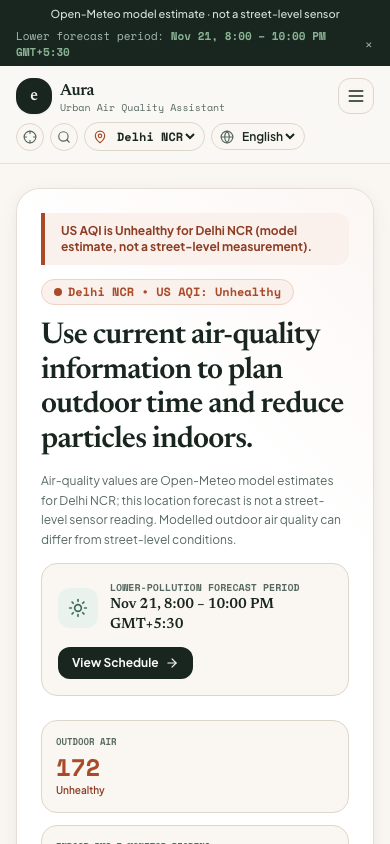 Open-Meteo model estimate · not a street-level sensor
Lower forecast period: Nov 21, 8:00 – 10:00 PM
GMT+5:30
×
e
Aura
Urban Air Quality Assistant
Delhi NCR
English
US AQI is Unhealthy for Delhi NCR (model
estimate, not a street-level measurement).
Delhi NCR • US AQI: Unhealthy
Use current air-quality
information to plan
outdoor time and reduce
particles indoors.
Air-quality values are Open-Meteo model estimates
for Delhi NCR; this location forecast is not a street-
level sensor reading. Modelled outdoor air quality can
differ from street-level conditions.
LOWER-POLLUTION FORECAST PERIOD
Nov 21, 8:00 – 10:00 PM
GMT+5:30
View Schedule →
OUTDOOR AIR
172
Unhealthy